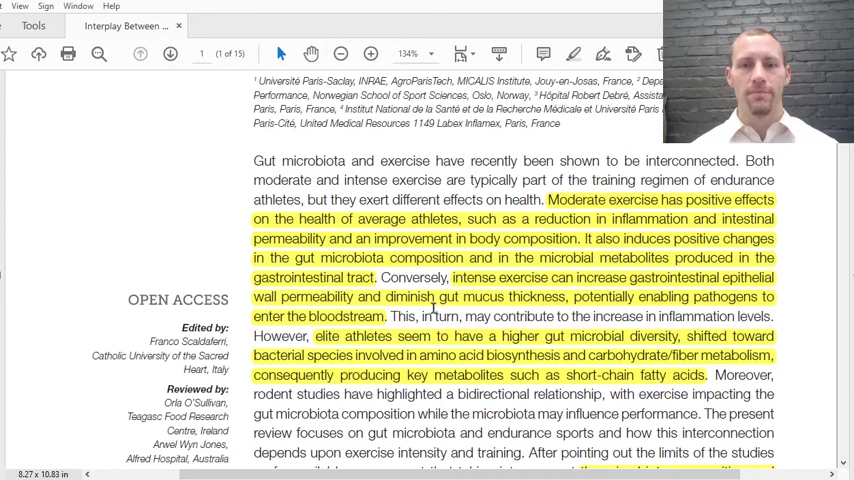 File
View
Sign
Window
Help
Tools
Interplay Between ... ×
1 (1 of 15)
134%
¹ Université Paris-Saclay, INRAE, AgroParisTech, MICALIS Institute, Jouy-en-Josas, France, ² Depa
Performance, Norwegian School of Sport Sciences, Oslo, Norway, ³ Hôpital Robert Debré, Assista
Paris, Paris, France, ⁴ Institut National de la Santé et de la Recherche Médicale et Université Paris
Paris-Cité, United Medical Resources 1149 Labex Inflamex, Paris, France
Gut microbiota and exercise have recently been shown to be interconnected. Both
moderate and intense exercise are typically part of the training regimen of endurance
athletes, but they exert different effects on health. Moderate exercise has positive effects
on the health of average athletes, such as a reduction in inflammation and intestinal
permeability and an improvement in body composition. It also induces positive changes
in the gut microbiota composition and in the microbial metabolites produced in the
gastrointestinal tract. Conversely, intense exercise can increase gastrointestinal epithelial
wall permeability and diminish gut mucus thickness, potentially enabling pathogens to
enter the bloodstream. This, in turn, may contribute to the increase in inflammation levels.
However, elite athletes seem to have a higher gut microbial diversity, shifted toward
bacterial species involved in amino acid biosynthesis and carbohydrate/fiber metabolism,
consequently producing key metabolites such as short-chain fatty acids. Moreover,
rodent studies have highlighted a bidirectional relationship, with exercise impacting the
gut microbiota composition while the microbiota may influence performance. The present
review focuses on gut microbiota and endurance sports and how this interconnection
depends upon exercise intensity and training. After pointing out the limits of the studies
OPEN ACCESS
Edited by:
Franco Scaldaferri,
Catholic University of the Sacred
Heart, Italy
Reviewed by:
Orla O'Sullivan,
Teagasc Food Research
Centre, Ireland
Arwel Wyn Jones,
Alfred Hospital, Australia
8.27 x 10.83 in